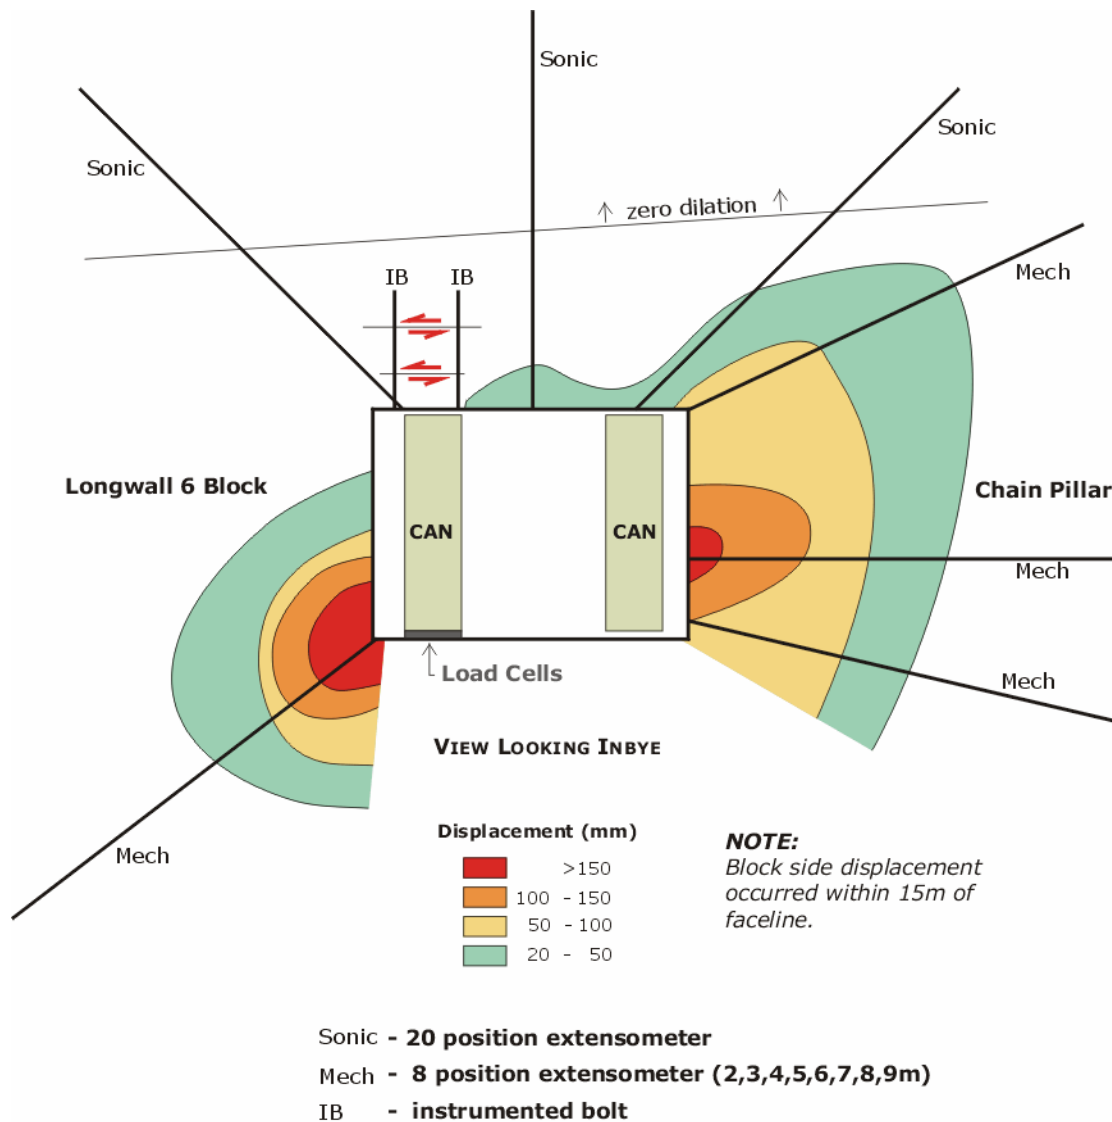 Sonic
Sonic
Sonic
zero dilation
IB IB
Mech
Longwall 6 Block
Chain Pillar
CAN
CAN
Mech
Load Cells
Mech
VIEW LOOKING INBYE
Mech
Displacement (mm)
>150
100 - 150
50 - 100
20 - 50
NOTE:
Block side displacement
occurred within 15m of
faceline.
Sonic - 20 position extensometer
Mech - 8 position extensometer (2,3,4,5,6,7,8,9m)
IB - instrumented bolt